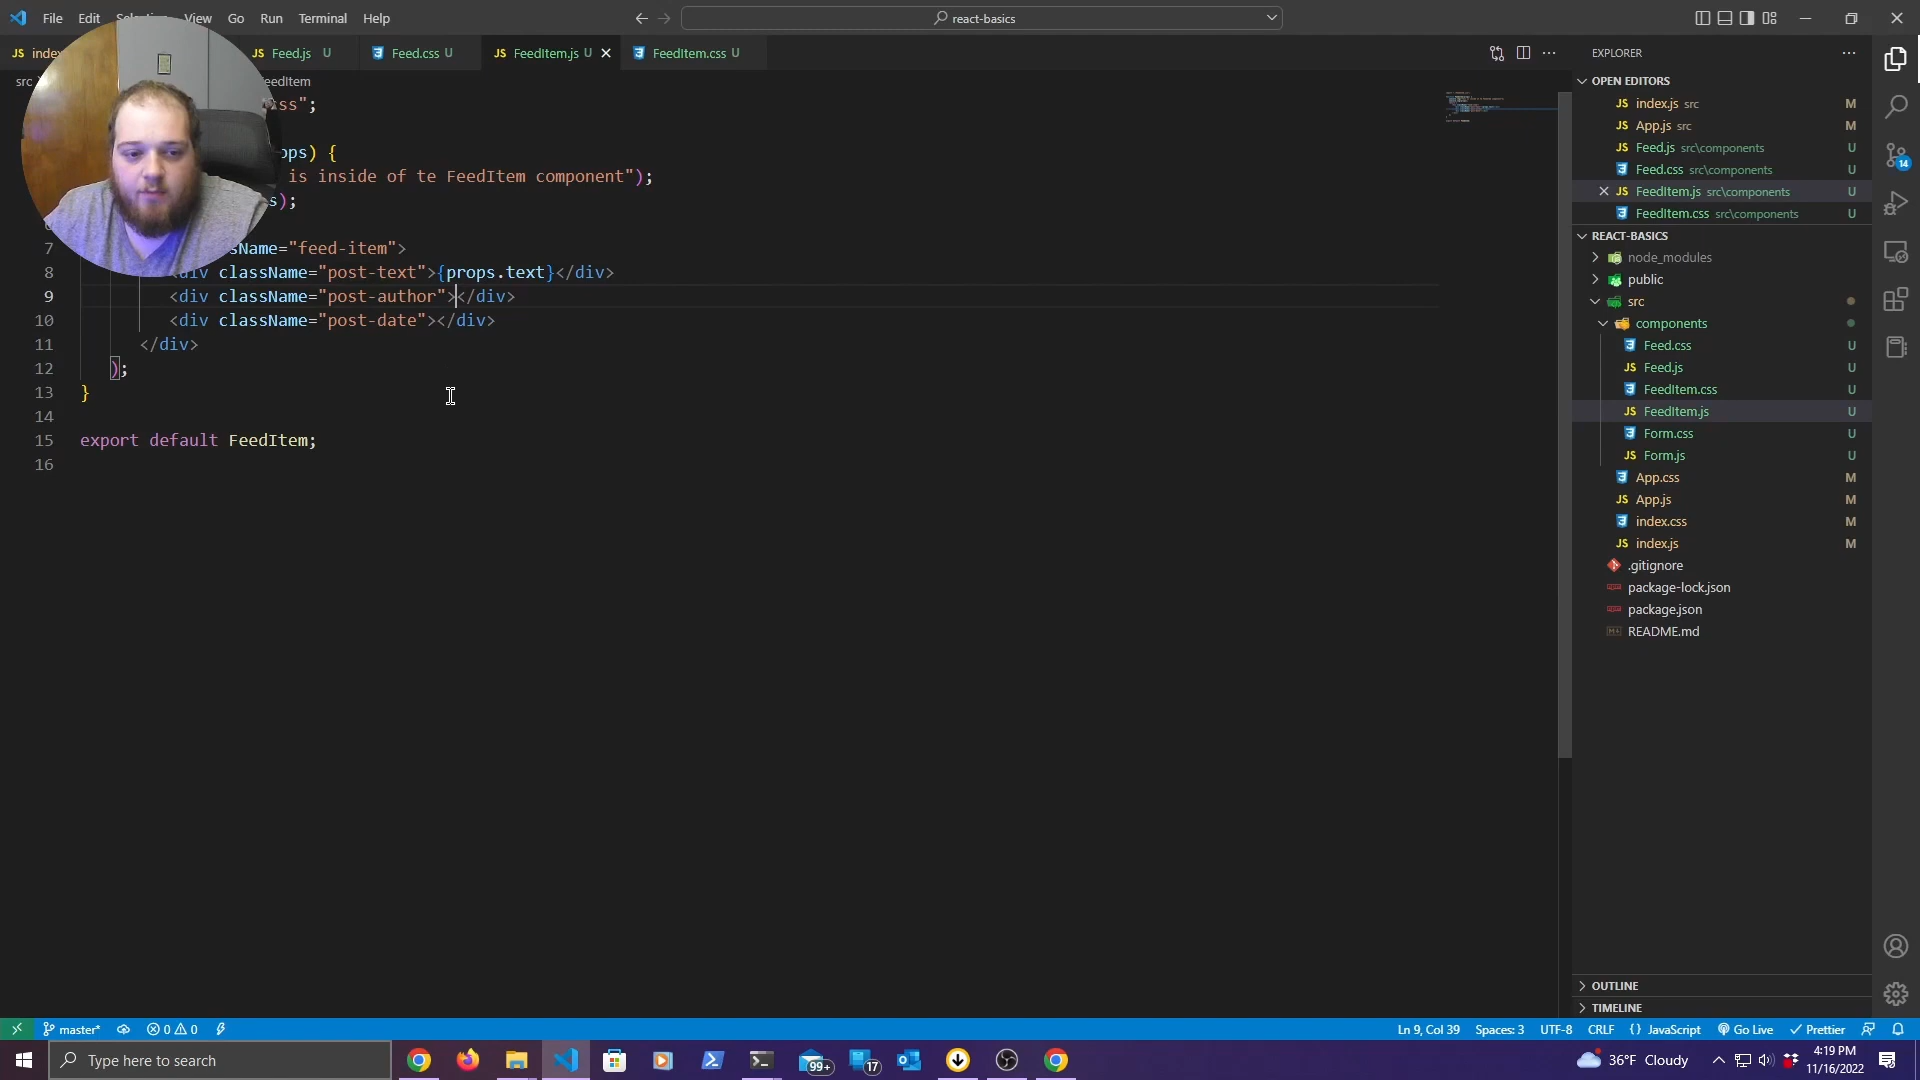 File Edit Selection View Go Run Terminal Help
react-basics
Feed.js U
Feed.css U
FeedItem.js U
FeedItem.css U
src
is inside of te FeedItem component");
7
8 <div className="post-text">{props.text}</div>
9 <div className="post-author"></div>
10 <div className="post-date"></div>
11 </div>
12 );
13 }
14
15 export default FeedItem;
16
EXPLORER
OPEN EDITORS
index.js src M
App.js src M
Feed.js src\components U
Feed.css src\components U
FeedItem.js src\components U
FeedItem.css src\components U
REACT-BASICS
node_modules
public
src
components
Feed.css U
Feed.js U
FeedItem.css U
FeedItem.js U
Form.css U
Form.js U
App.css M
App.js M
index.css M
index.js M
.gitignore
package-lock.json
package.json
README.md
OUTLINE
TIMELINE
14
master* 0 0
Ln 9, Col 39 Spaces: 3 UTF-8 CRLF {} JavaScript Go Live Prettier
Type here to search
99+
17
36°F Cloudy
4:19 PM
11/16/2022